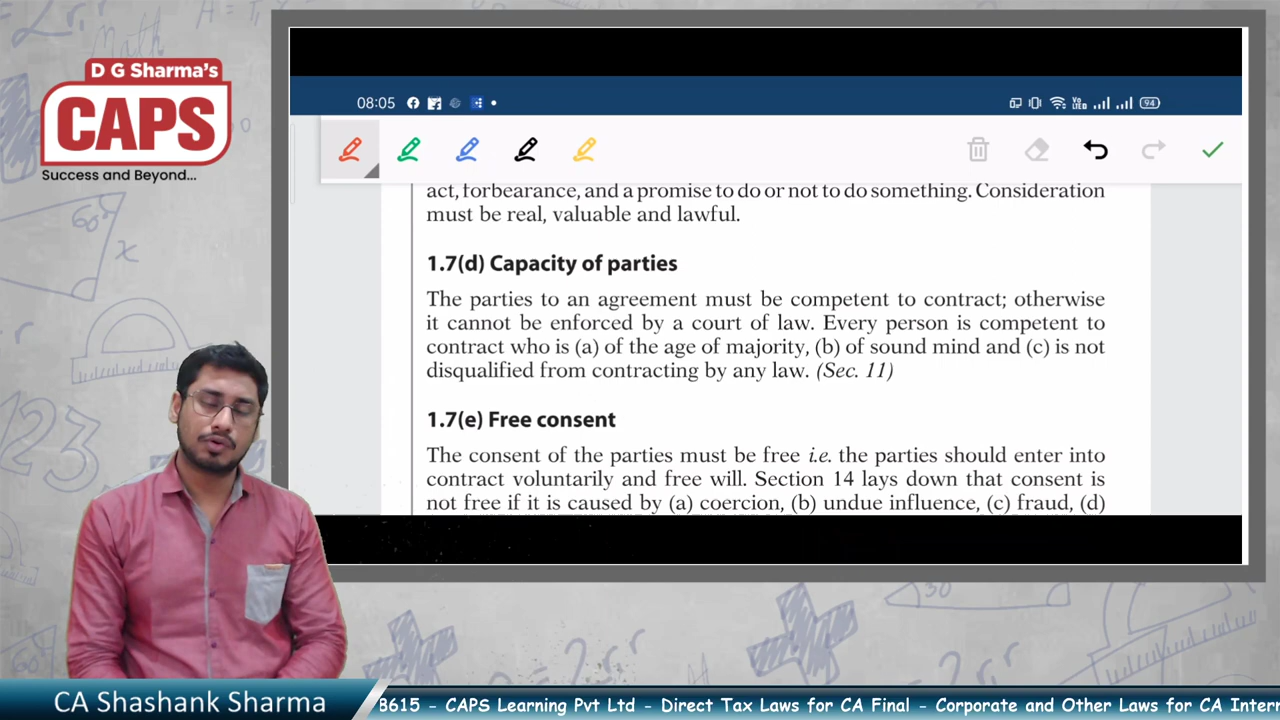 D G Sharma's
CAPS
Success and Beyond...
08:05
94
act, forbearance, and a promise to do or not to do something. Consideration
must be real, valuable and lawful.
1.7(d) Capacity of parties
The parties to an agreement must be competent to contract; otherwise
it cannot be enforced by a court of law. Every person is competent to
contract who is (a) of the age of majority, (b) of sound mind and (c) is not
disqualified from contracting by any law. (Sec. 11)
1.7(e) Free consent
The consent of the parties must be free i.e. the parties should enter into
contract voluntarily and free will. Section 14 lays down that consent is
not free if it is caused by (a) coercion, (b) undue influence, (c) fraud, (d)
CA Shashank Sharma
B615 - CAPS Learning Pvt Ltd - Direct Tax Laws for CA Final - Corporate and Other Laws for CA Inter